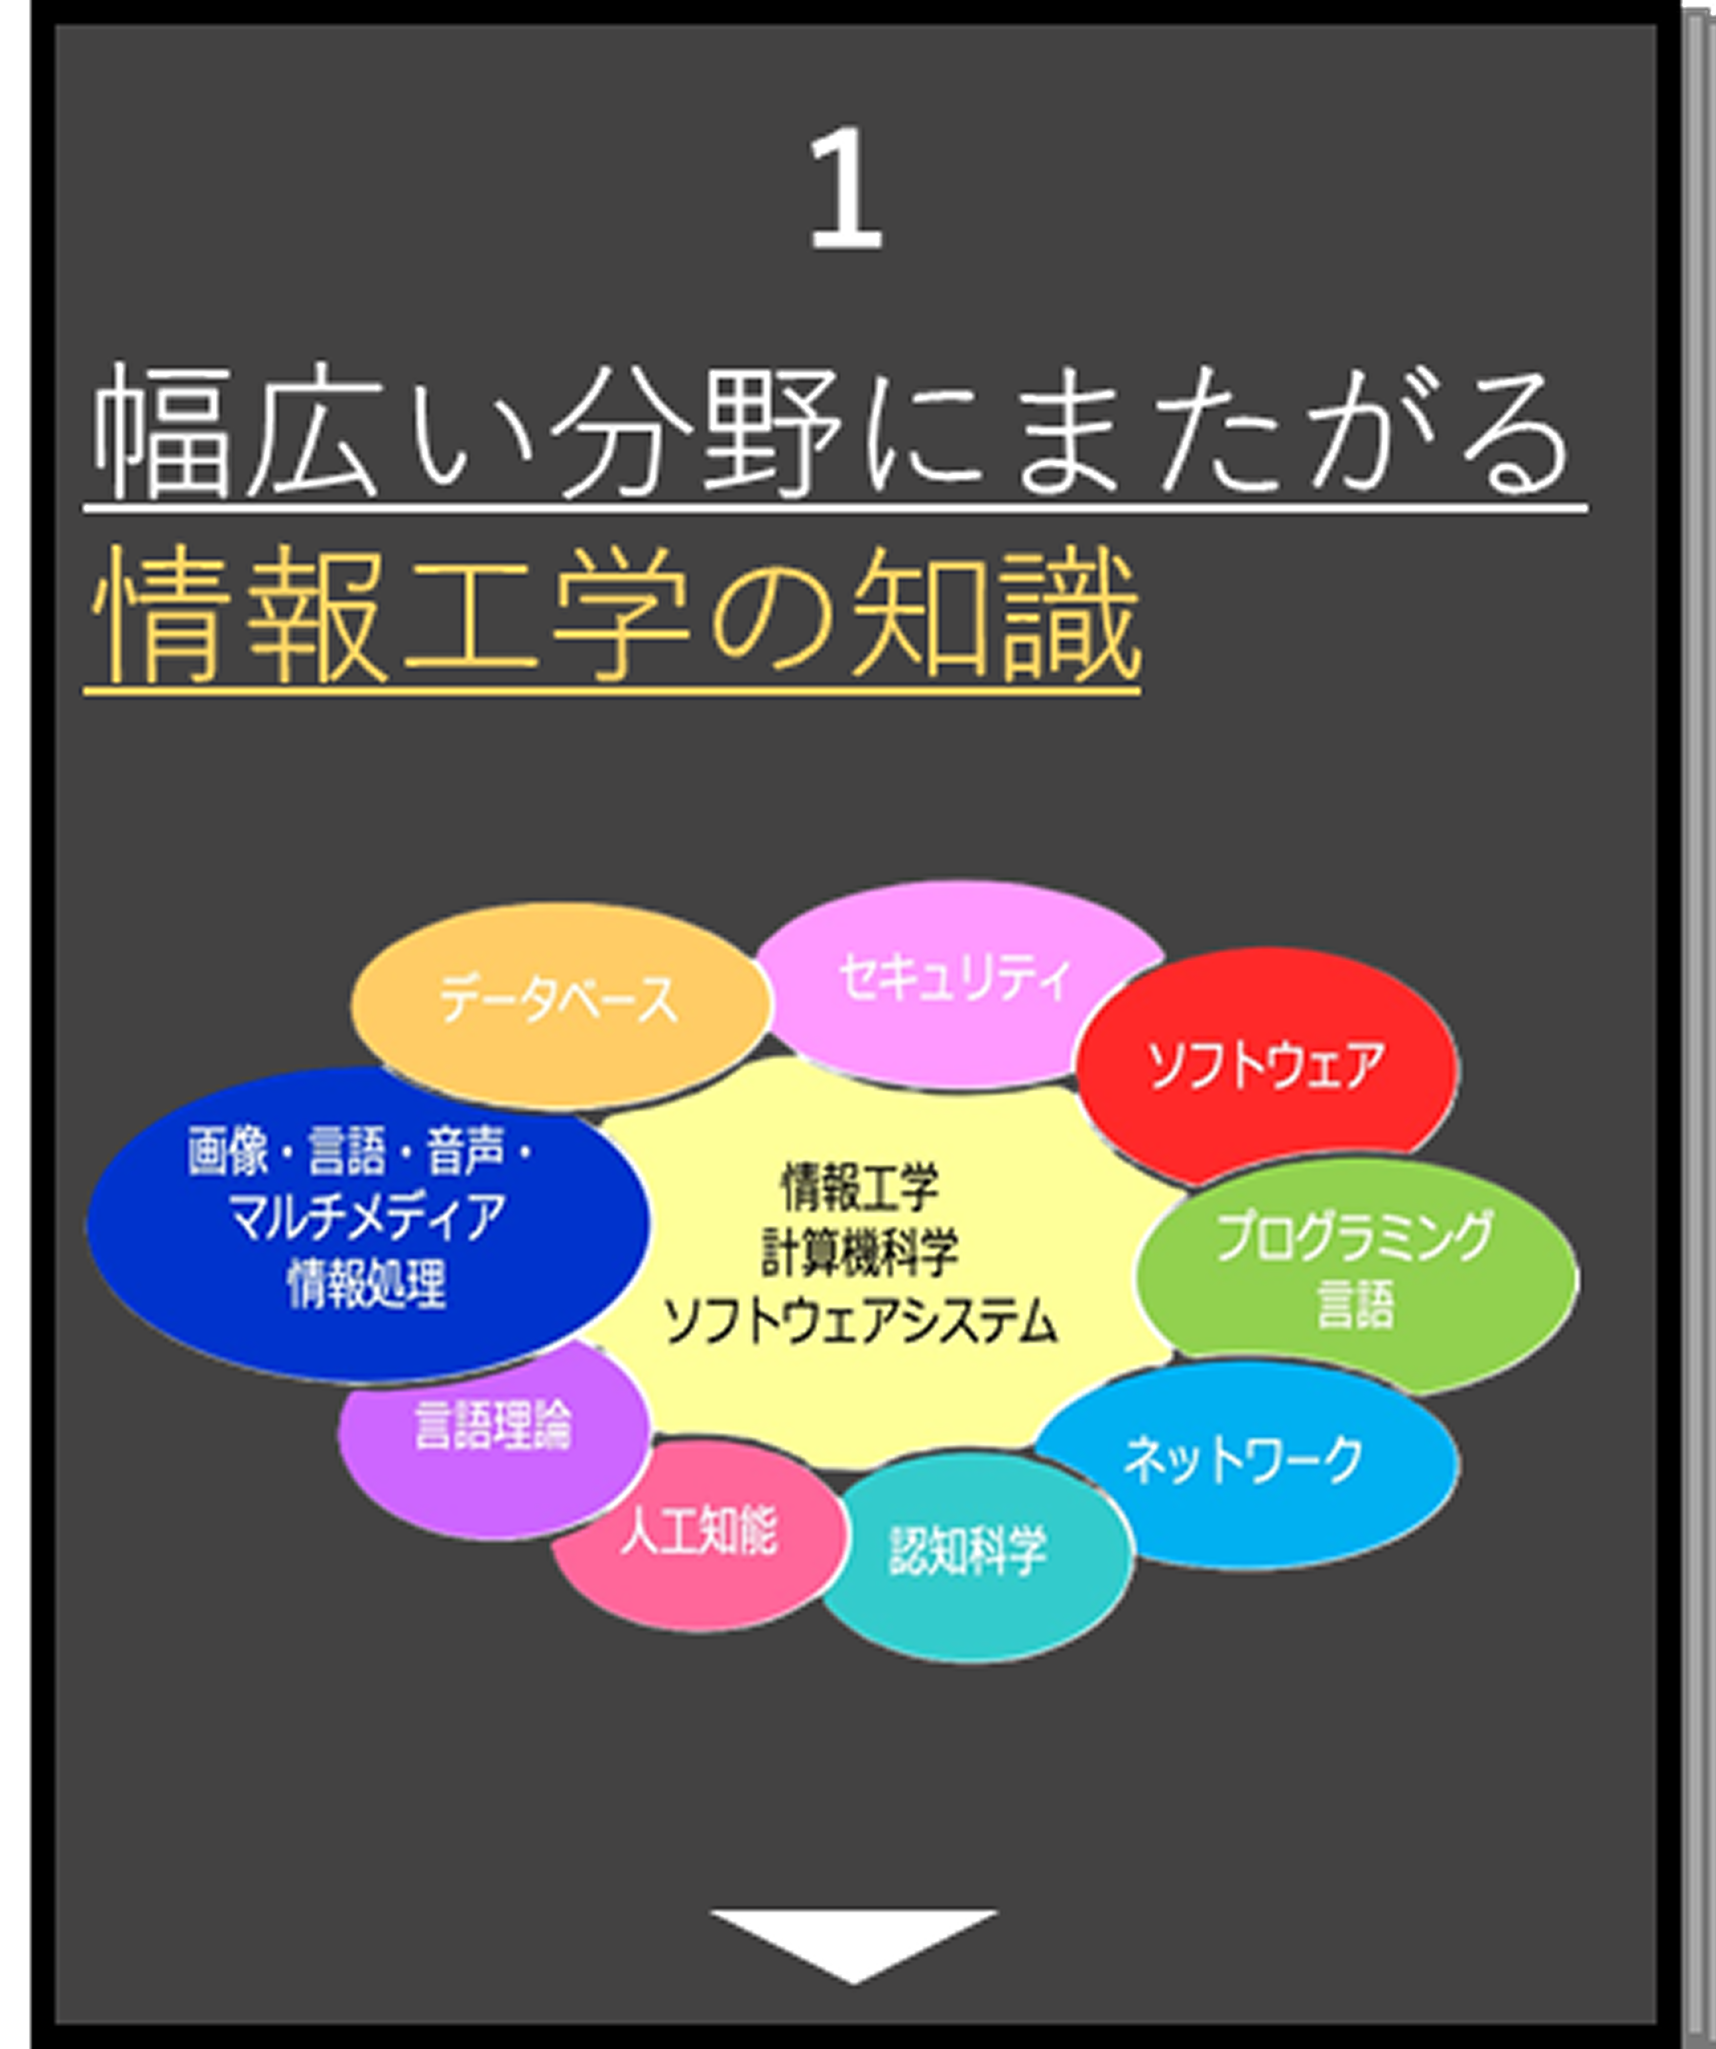 1
幅広い分野にまたがる
情報工学の知識
データベース
セキュリティ
ソフトウェア
画像・言語・音声・
マルチメディア
情報処理
情報工学
計算機科学
ソフトウェアシステム
プログラミング
言語
言語理論
人工知能
認知科学
ネットワーク